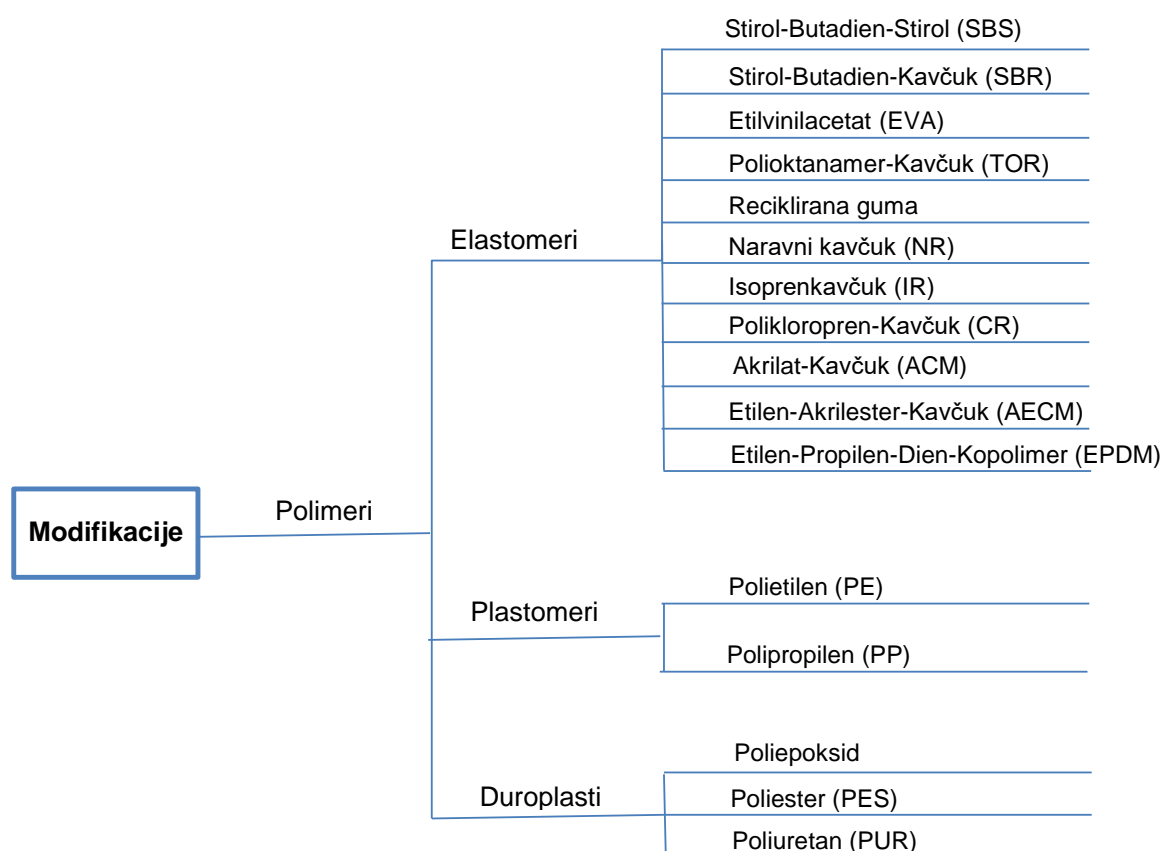 Modifikacije
Polimeri
Elastomeri
Stirol-Butadien-Stirol (SBS)
Stirol-Butadien-Kavčuk (SBR)
Etilvinilacetat (EVA)
Polioktanamer-Kavčuk (TOR)
Reciklirana guma
Naravni kavčuk (NR)
Isoprenkavčuk (IR)
Polikloropren-Kavčuk (CR)
Akrilat-Kavčuk (ACM)
Etilen-Akrilester-Kavčuk (AECM)
Etilen-Propilen-Dien-Kopolimer (EPDM)
Plastomeri
Polietilen (PE)
Polipropilen (PP)
Duroplasti
Poliepoksid
Poliester (PES)
Poliuretan (PUR)